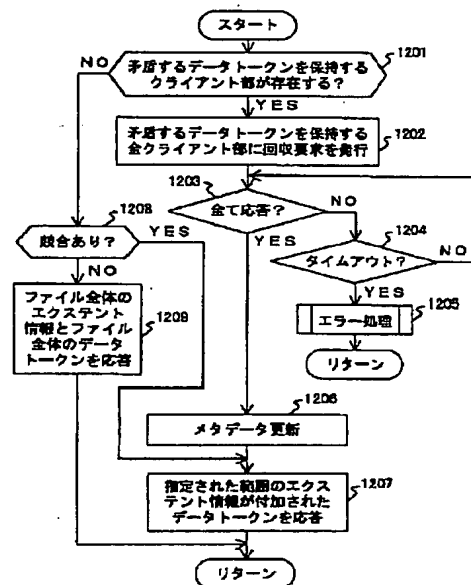 スタート
1201
矛盾するデータトークンを保持する
クライアント部が存在する?
NO
YES
1202
矛盾するデータトークンを保持する
全クライアント部に回収要求を発行
1203
全て応答?
NO
YES
1204
タイムアウト?
NO
YES
1205
エラー処理
リターン
1208
競合あり?
YES
NO
1209
ファイル全体の
エクステント
情報とファイル
全体のデータ
トークンを応答
1206
メタデータ更新
1207
指定された範囲のエクス
テント情報が付加された
データトークンを応答
リターン